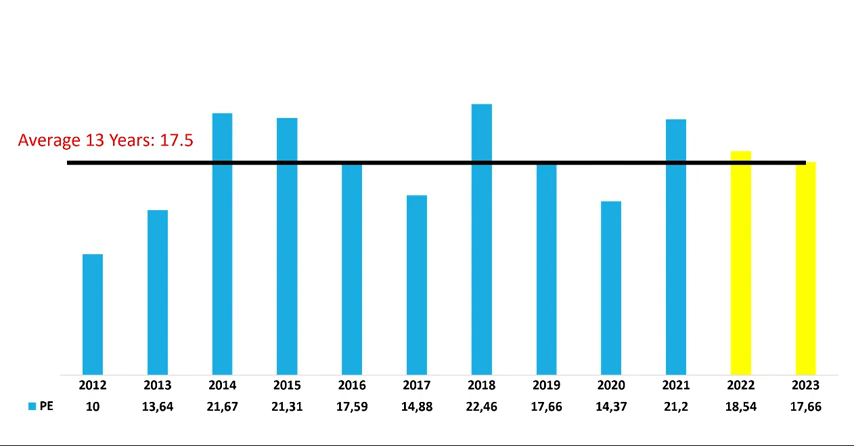 Average 13 Years: 17.5
2012 2013 2014 2015 2016 2017 2018 2019 2020 2021 2022 2023
PE 10 13,64 21,67 21,31 17,59 14,88 22,46 17,66 14,37 21,2 18,54 17,66